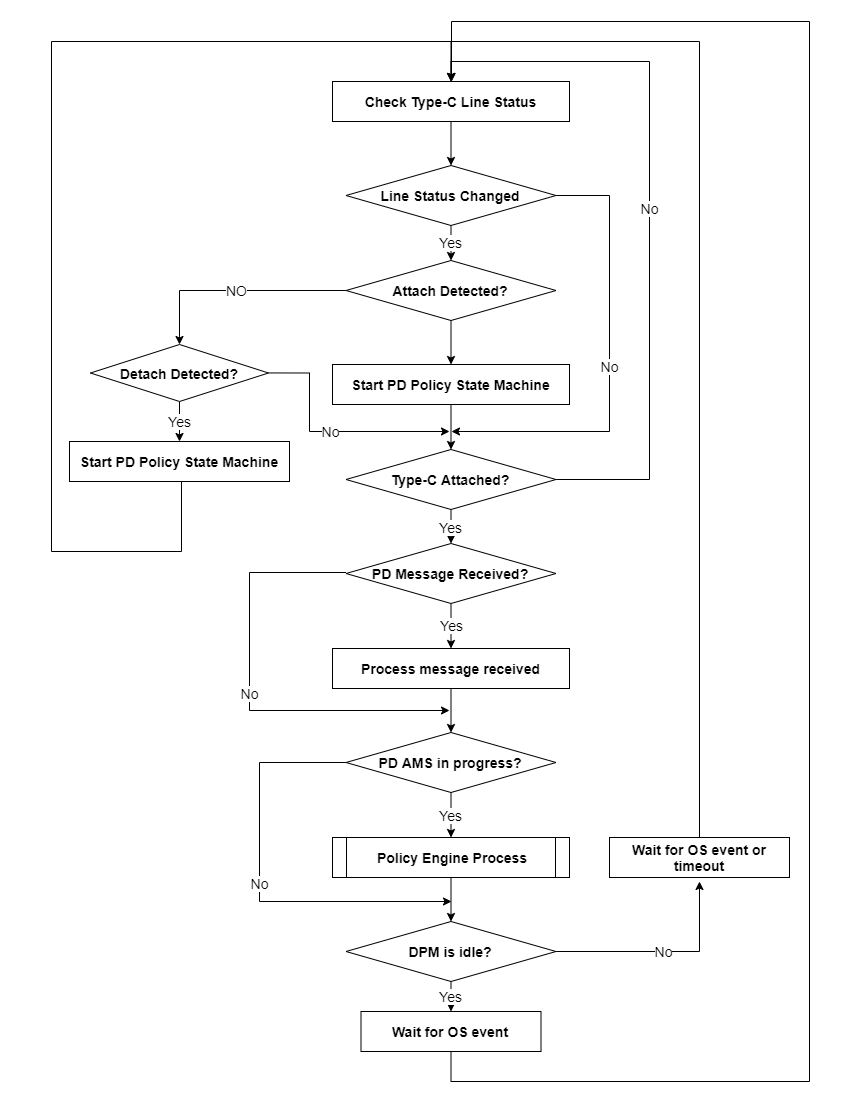 Check Type-C Line Status
Line Status Changed
No
Yes
NO
Attach Detected?
Detach Detected?
No
Start PD Policy State Machine
Yes
No
Start PD Policy State Machine
Type-C Attached?
Yes
PD Message Received?
Yes
Process message received
No
PD AMS in progress?
Yes
Policy Engine Process
Wait for OS event or
timeout
No
DPM is idle?
No
Yes
Wait for OS event